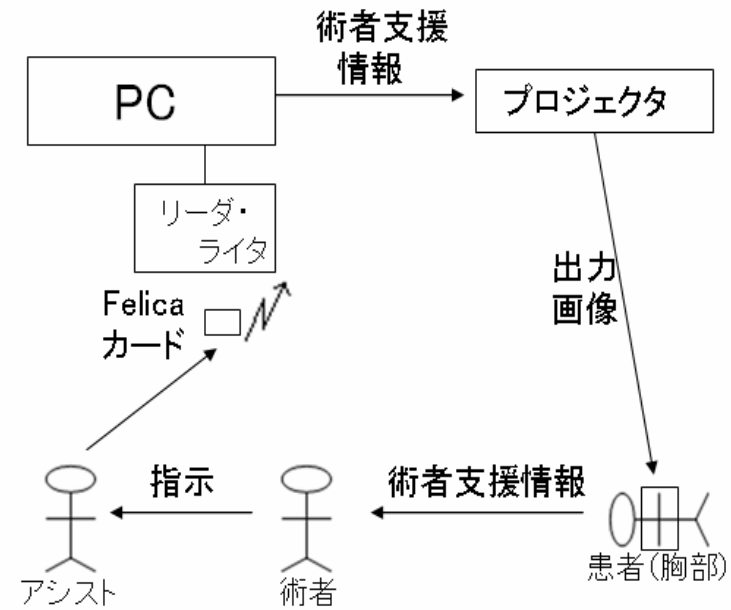 術者支援
情報
PC
プロジェクタ
リーダ・
ライタ
出力
画像
Felica
カード
指示
術者支援情報
アシスト
術者
患者(胸部)